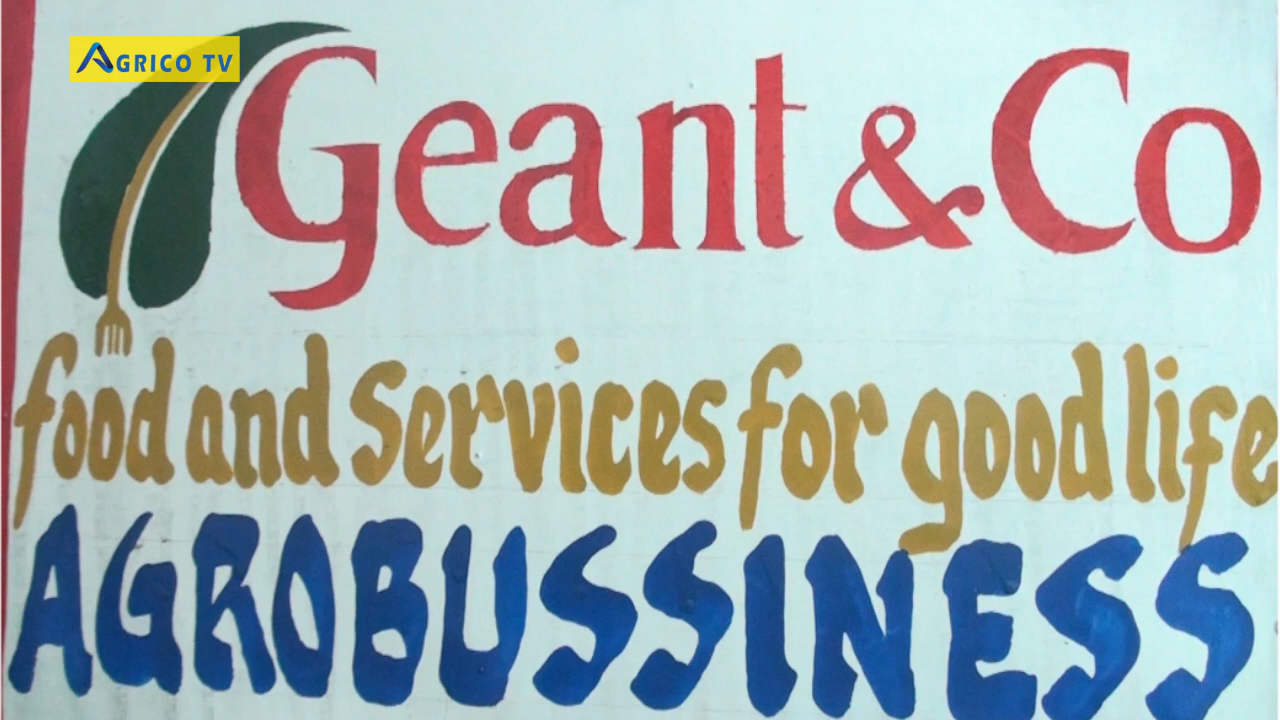 AGRICO TV
Geant & Co
food and services for good life
AGROBUSSINESS